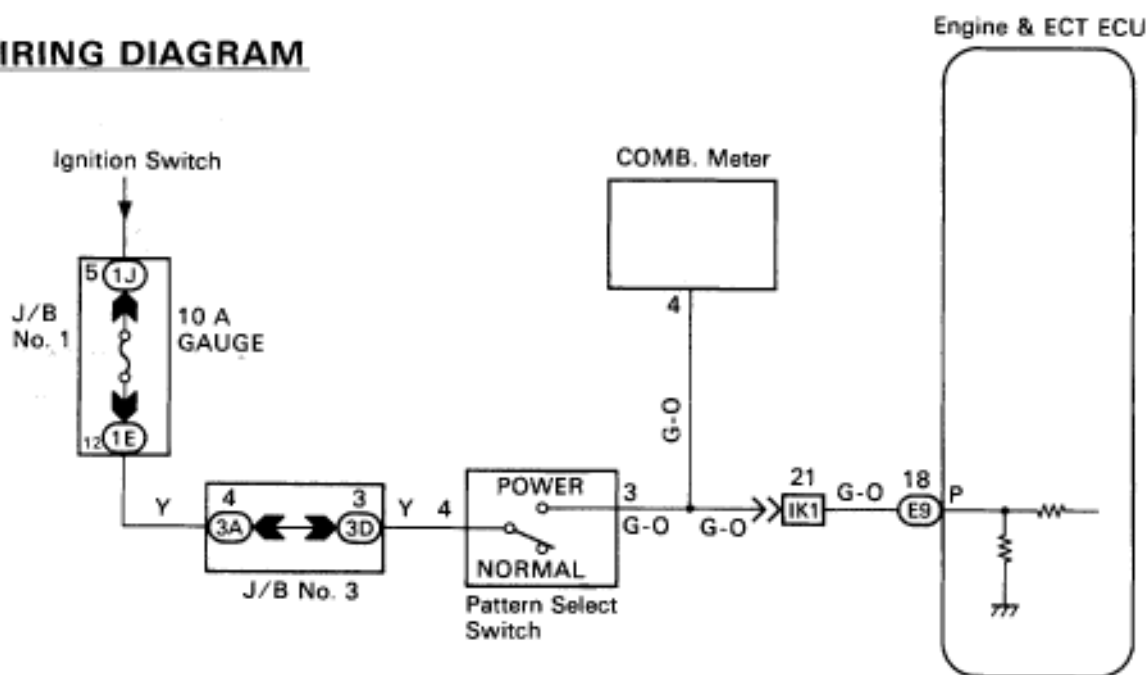 IRING DIAGRAM
Engine & ECT ECU
Ignition Switch
COMB. Meter
5 1J
J/B
No. 1
10 A
GAUGE
4
12 1E
G-O
Y
4
3
3A
3D
Y
4
POWER
NORMAL
3
G-O
G-O
21
IK1
G-O
18
E9
P
J/B No. 3
Pattern Select
Switch